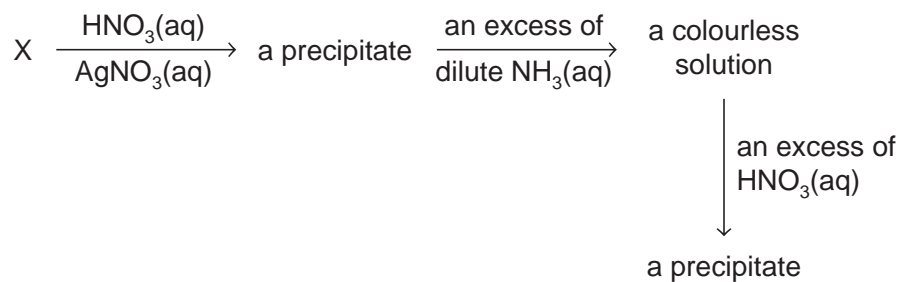 X
HNO₃(aq)
AgNO₃(aq)
a precipitate
an excess of
dilute NH₃(aq)
a colourless
solution
an excess of
HNO₃(aq)
a precipitate